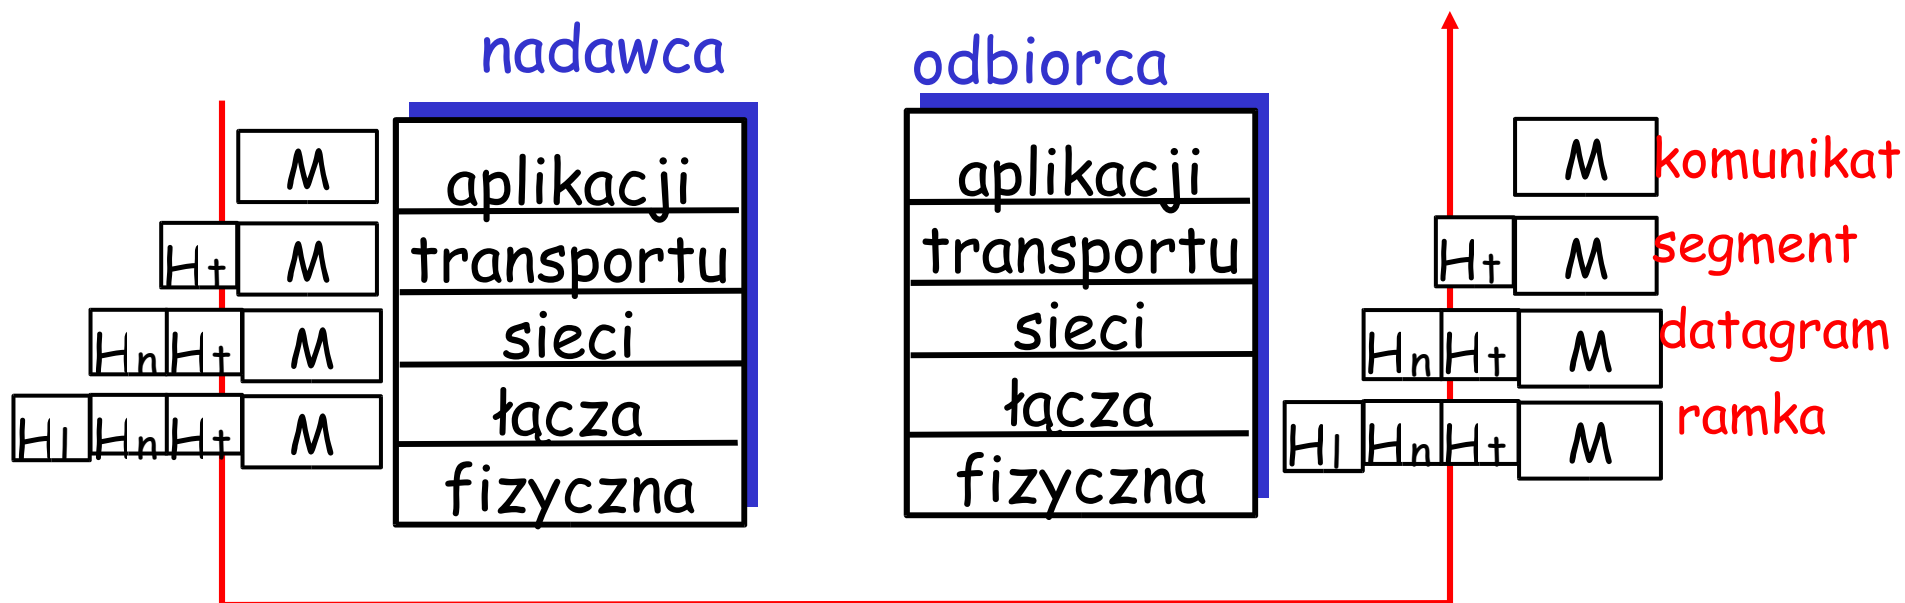 nadawca odbiorca
M aplikacji aplikacji M komunikat
Ht M transportu transportu Ht M segment
Hn Ht M sieci sieci Hn Ht M datagram
Hl Hn Ht M łącza łącza Hl Hn Ht M ramka
fizyczna fizyczna